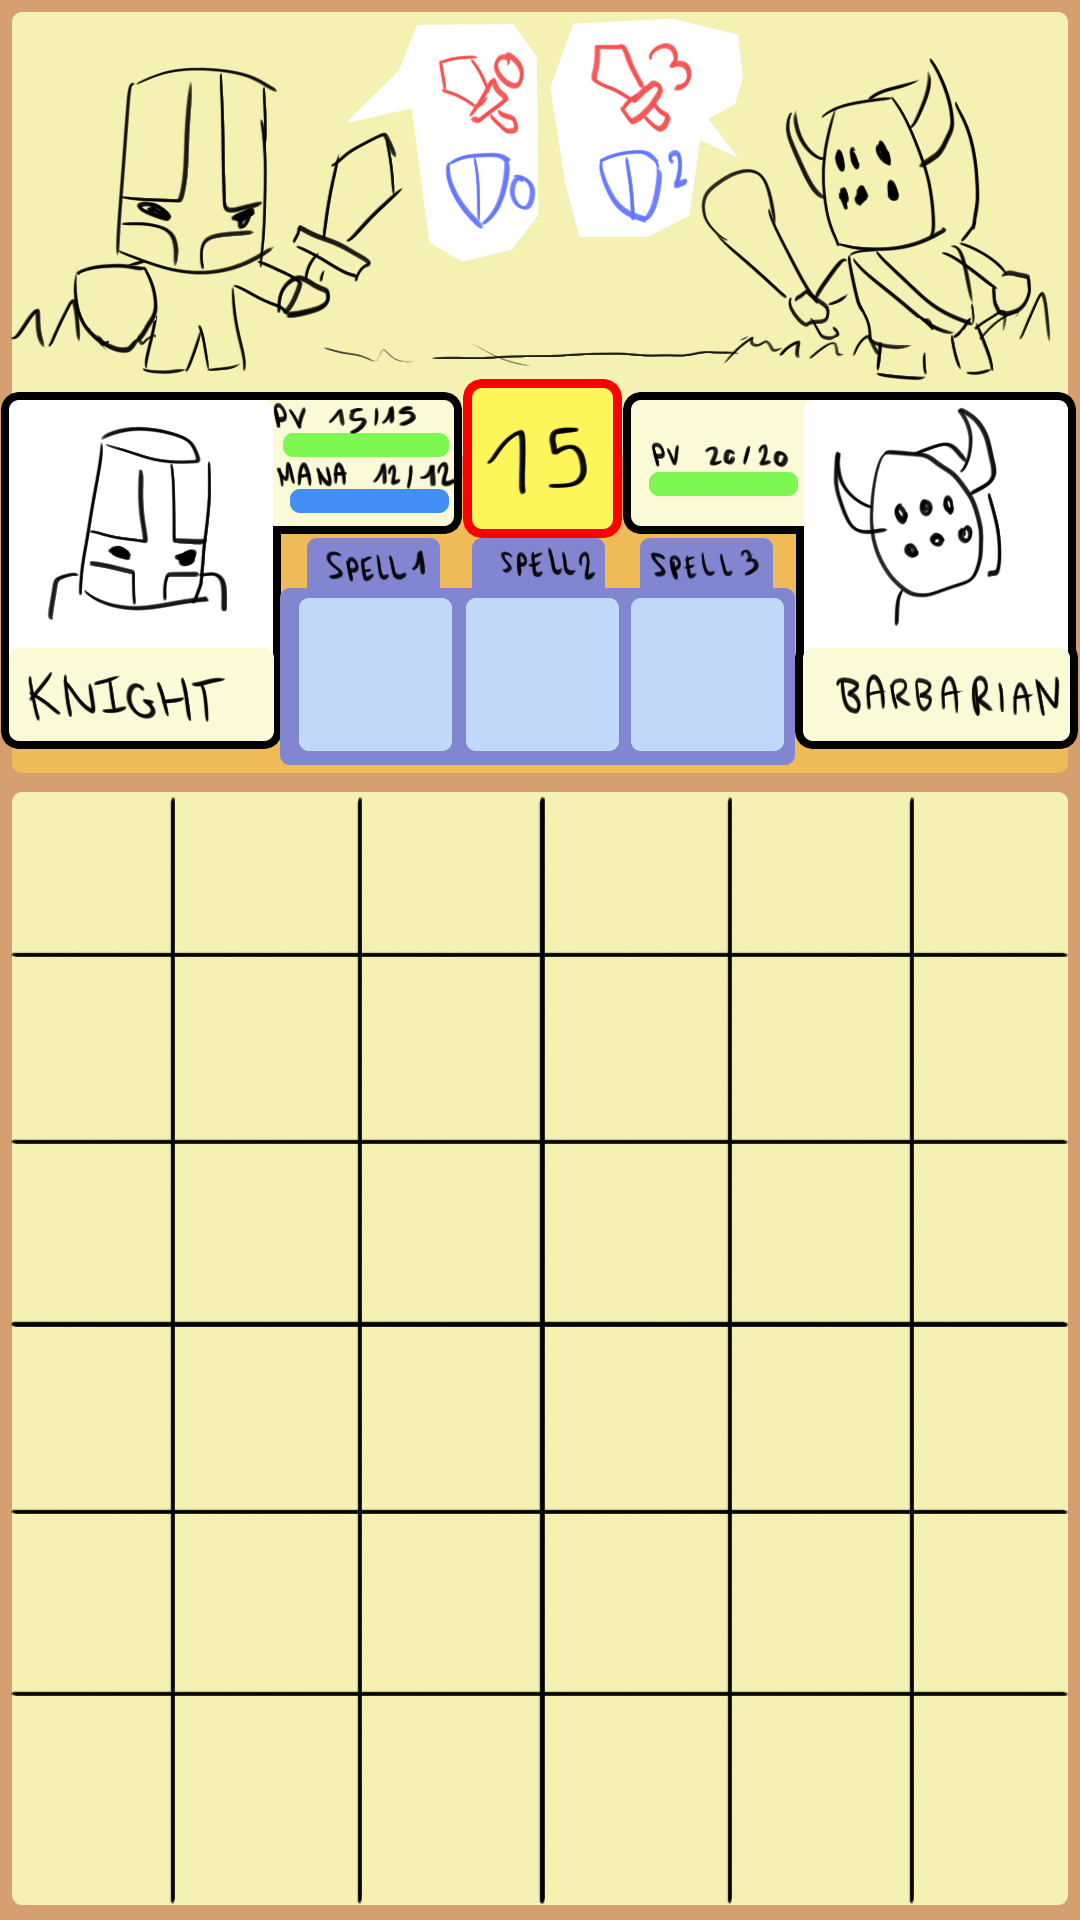 0
3
0
2
PV 15/15
MANA 12/12
15
PV 20/20
SPELL 1
SPELL 2
SPELL 3
KNIGHT
BARBARIAN